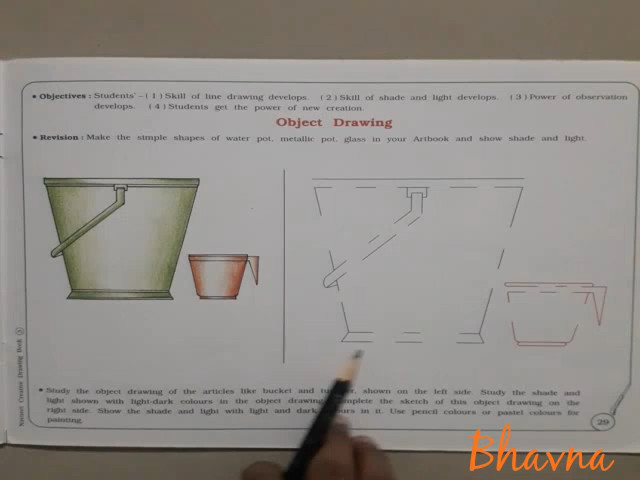 • Objectives : Students' – ( 1 ) Skill of line drawing develops. ( 2 ) Skill of shade and light develops. ( 3 ) Power of observation
develops. ( 4 ) Students get the power of new creation.
Object Drawing
• Revision : Make the simple shapes of water pot, metallic pot, glass in your Artbook and show shade and light.
• Study the object drawing of the articles like bucket and shown on the left side. Study the shade and
light shown with light-dark colours in the object drawing. Complete the sketch of this object drawing on the
right side. Show the shade and light with light and dark colours in it. Use pencil colours or pastel colours for
painting.
29
Creative Drawing Book
Bhavna